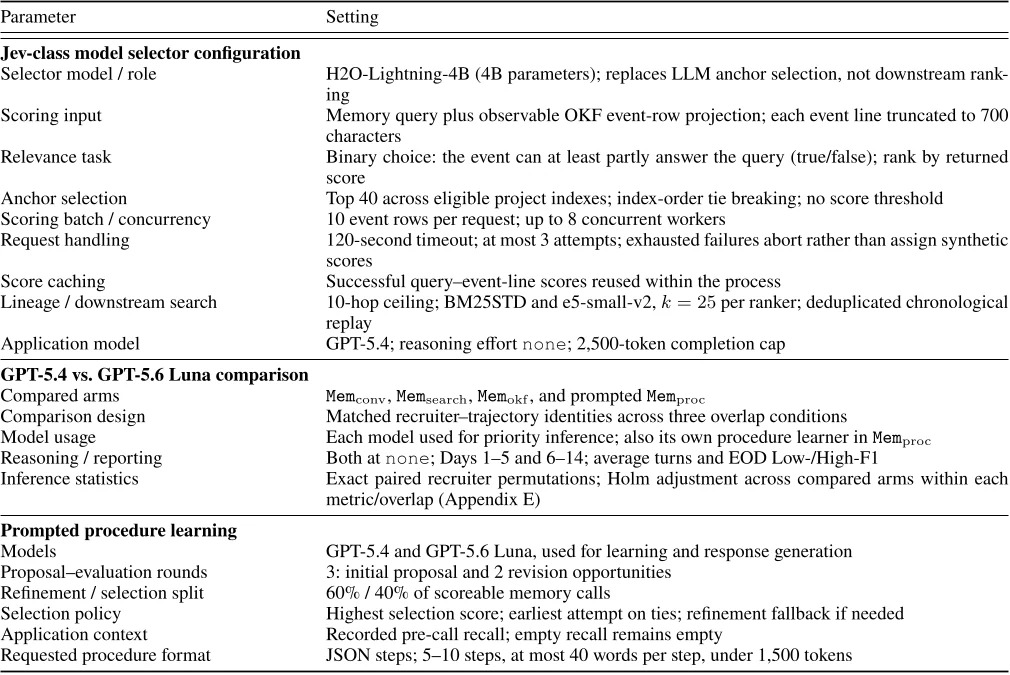 Parameter Setting
Jev-class model selector configuration
Selector model / role H2O-Lightning-4B (4B parameters); replaces LLM anchor selection, not downstream rank-
ing
Scoring input Memory query plus observable OKF event-row projection; each event line truncated to 700
characters
Relevance task Binary choice: the event can at least partly answer the query (true/false); rank by returned
score
Anchor selection Top 40 across eligible project indexes; index-order tie breaking; no score threshold
Scoring batch / concurrency 10 event rows per request; up to 8 concurrent workers
Request handling 120-second timeout; at most 3 attempts; exhausted failures abort rather than assign synthetic
scores
Score caching Successful query–event-line scores reused within the process
Lineage / downstream search 10-hop ceiling; BM25STD and e5-small-v2, k = 25 per ranker; deduplicated chronological
replay
Application model GPT-5.4; reasoning effort none; 2,500-token completion cap
GPT-5.4 vs. GPT-5.6 Luna comparison
Compared arms Mem_conv, Mem_search, Mem_okf, and prompted Mem_proc
Comparison design Matched recruiter–trajectory identities across three overlap conditions
Model usage Each model used for priority inference; also its own procedure learner in Mem_proc
Reasoning / reporting Both at none; Days 1–5 and 6–14; average turns and EOD Low-/High-F1
Inference statistics Exact paired recruiter permutations; Holm adjustment across compared arms within each
metric/overlap (Appendix E)
Prompted procedure learning
Models GPT-5.4 and GPT-5.6 Luna, used for learning and response generation
Proposal–evaluation rounds 3: initial proposal and 2 revision opportunities
Refinement / selection split 60% / 40% of scoreable memory calls
Selection policy Highest selection score; earliest attempt on ties; refinement fallback if needed
Application context Recorded pre-call recall; empty recall remains empty
Requested procedure format JSON steps; 5–10 steps, at most 40 words per step, under 1,500 tokens